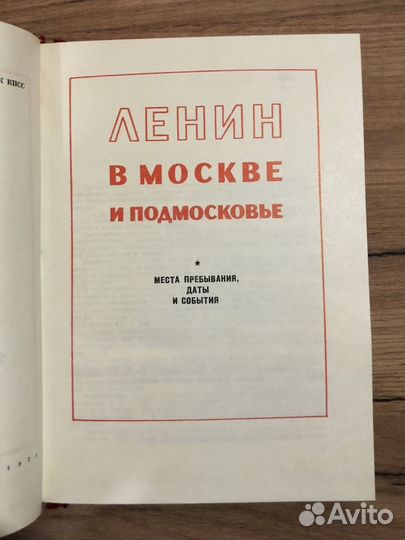 К КПСС
ЛЕНИН
В МОСКВЕ
И ПОДМОСКОВЬЕ
★
МЕСТА ПРЕБЫВАНИЯ,
ДАТЫ
И СОБЫТИЯ
Avito